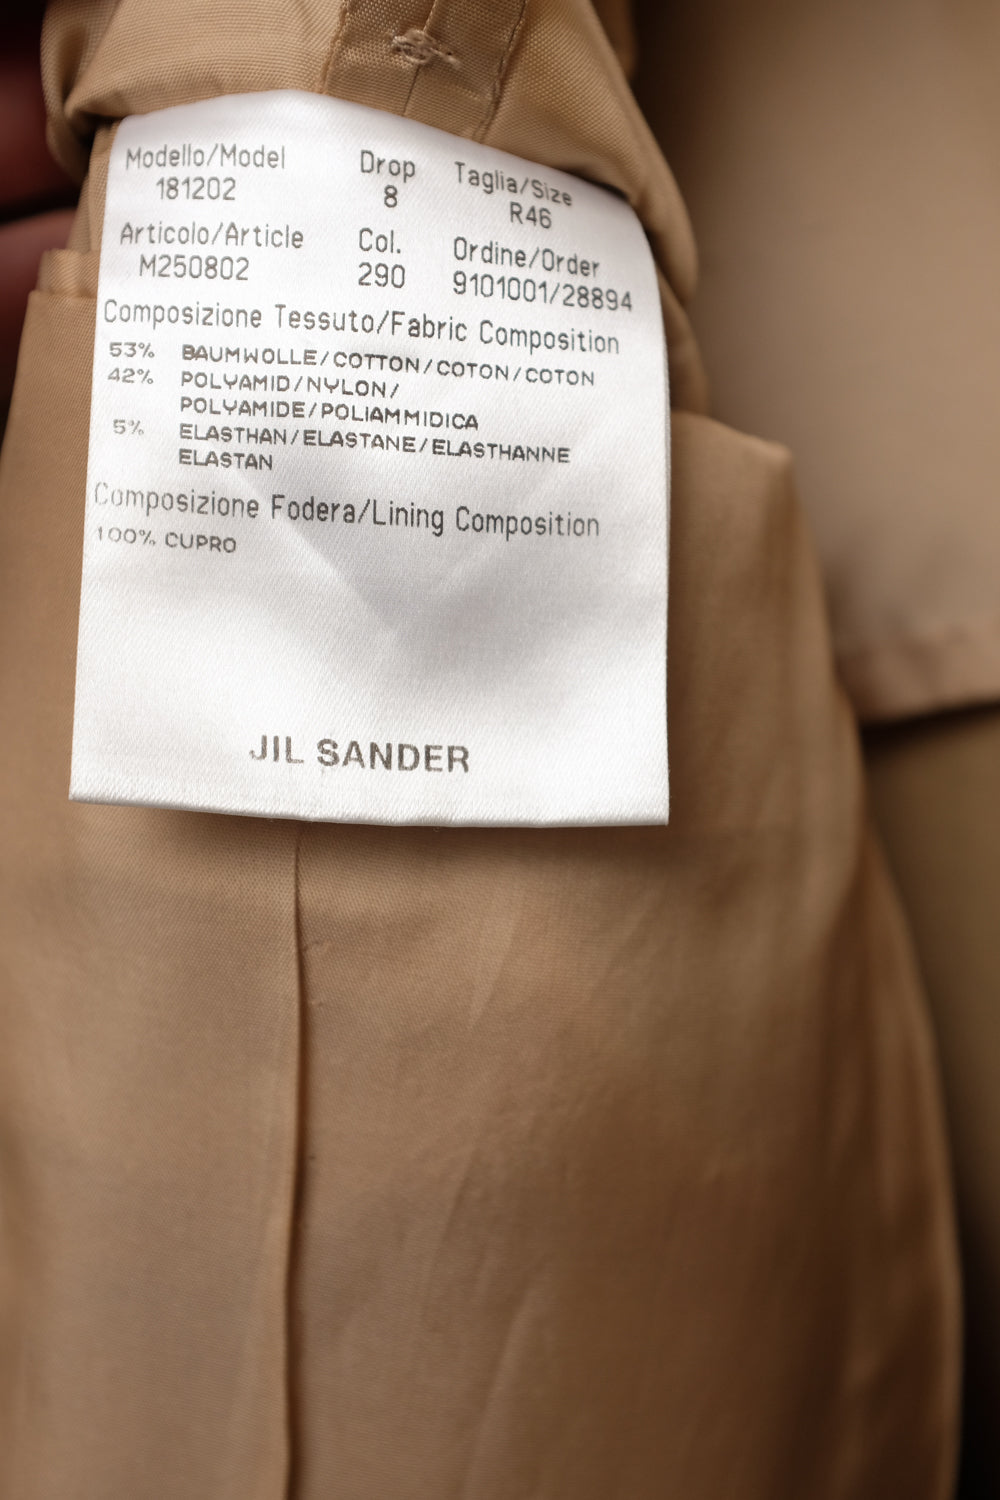 Modello/Model Drop Taglia/Size
181202 8 R46
Articolo/Article Col. Ordine/Order
M250802 290 9101001/28894
Composizione Tessuto/Fabric Composition
53% BAUMWOLLE/COTTON/COTON/COTON
42% POLYAMID/NYLON/
POLYAMIDE/POLIAMMIDICA
5% ELASTHAN/ELASTANE/ELASTHANNE
ELASTAN
Composizione Fodera/Lining Composition
100% CUPRO
JIL SANDER